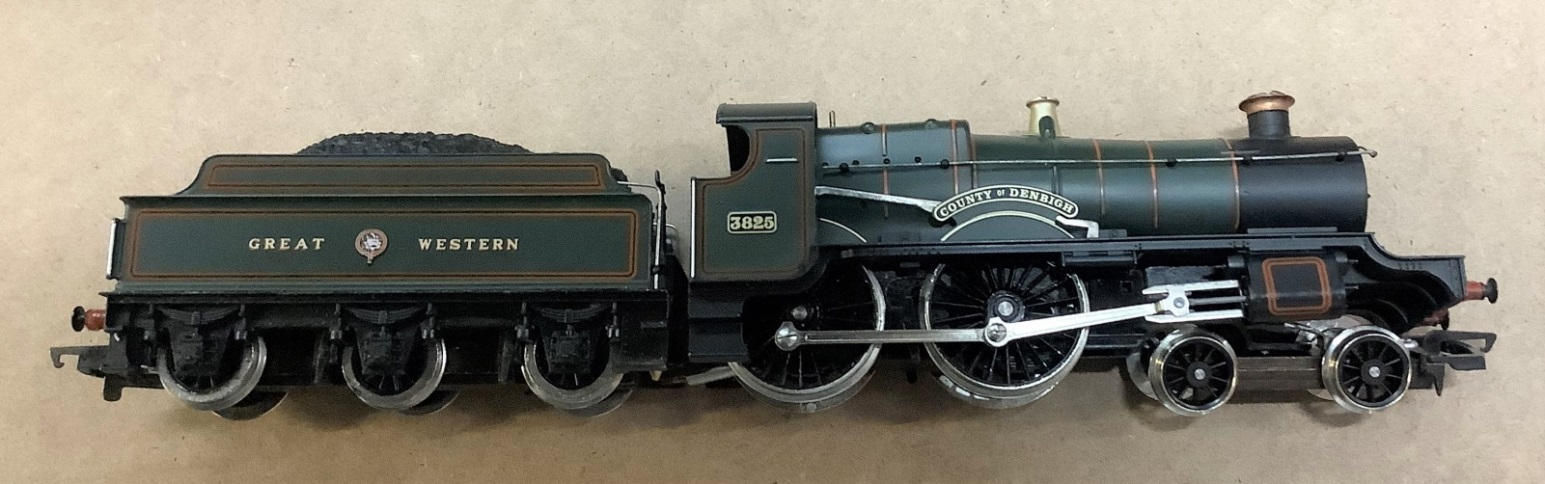 GREAT WESTERN
3825
COUNTY OF DENBIGH